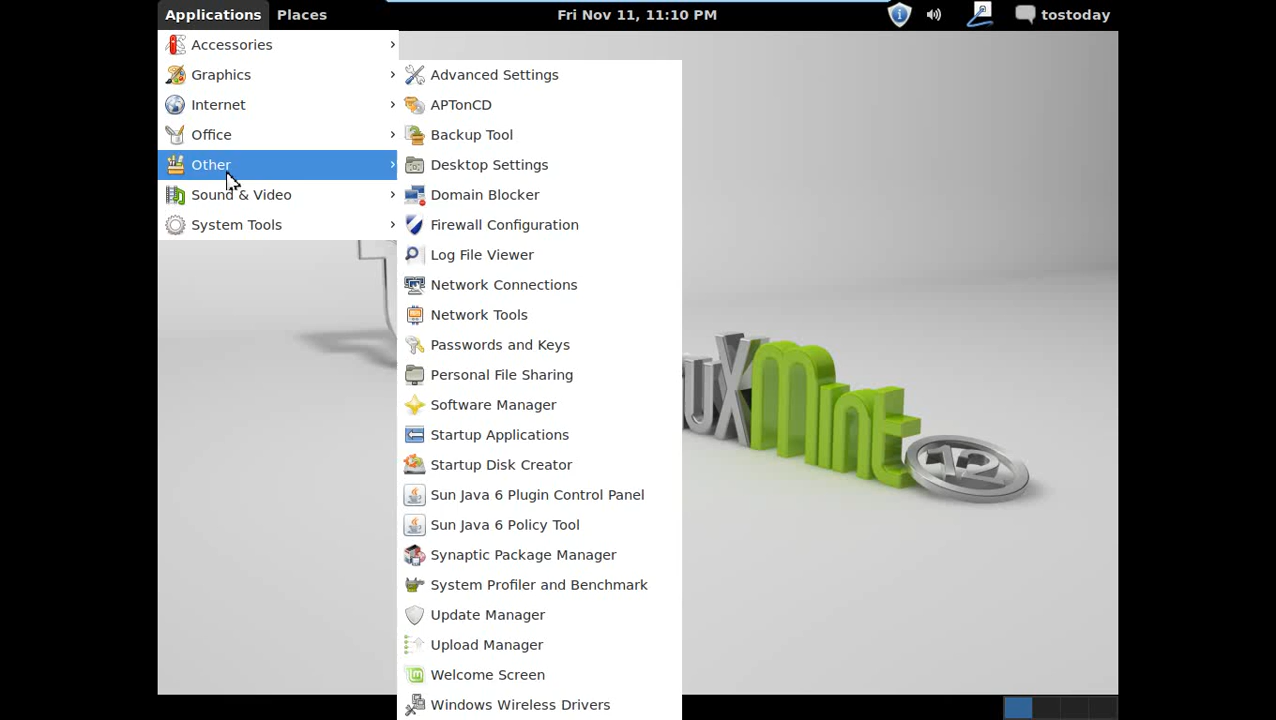 Applications Places Fri Nov 11, 11:10 PM tostoday
Accessories
Graphics
Internet
Office
Other
Sound & Video
System Tools
Advanced Settings
APTonCD
Backup Tool
Desktop Settings
Domain Blocker
Firewall Configuration
Log File Viewer
Network Connections
Network Tools
Passwords and Keys
Personal File Sharing
Software Manager
Startup Applications
Startup Disk Creator
Sun Java 6 Plugin Control Panel
Sun Java 6 Policy Tool
Synaptic Package Manager
System Profiler and Benchmark
Update Manager
Upload Manager
Welcome Screen
Windows Wireless Drivers
uxMint 12